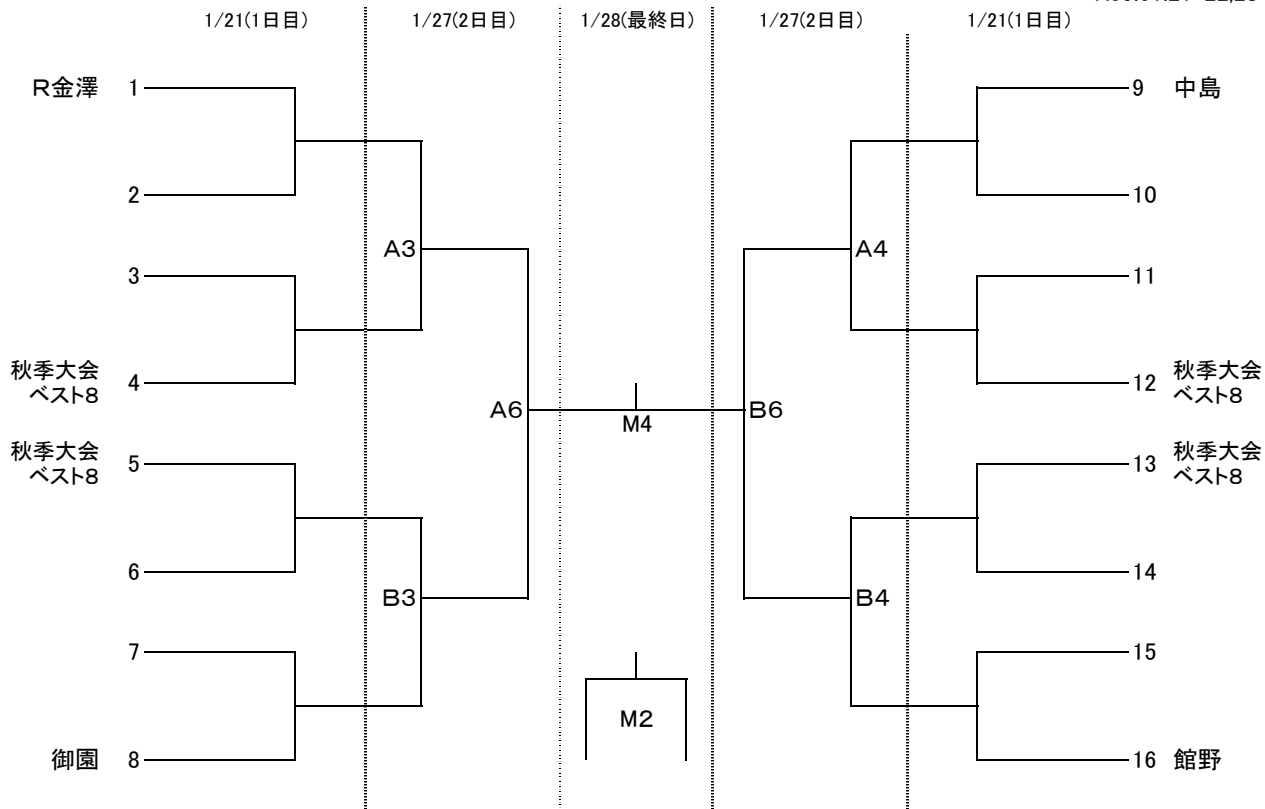 1/21(1日目) 1/27(2日目) 1/28(最終日) 1/27(2日目) 1/21(1日目)
R金澤 1 9 中島
2 10
A3 A4
3 11
秋季大会
ベスト8 4 12 秋季大会
ベスト8
A6 M4 B6
秋季大会
ベスト8 5 13 秋季大会
ベスト8
6 14
B3 B4
7 15
M2
御園 8 16 館野